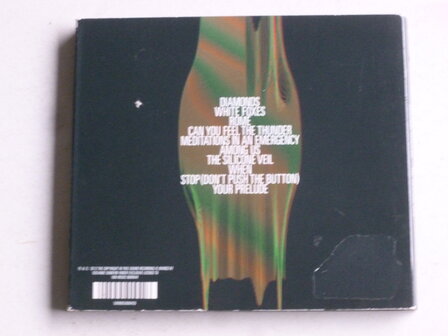 DIAMONDS
WHITE FOXES
ROME
CAN YOU FEEL THE THUNDER
MEDITATIONS IN AN EMERGENCY
AMONG US
THE SILICONE VEIL
WHEN
STOP(DON'T PUSH THE BUTTON)
YOUR PRELUDE